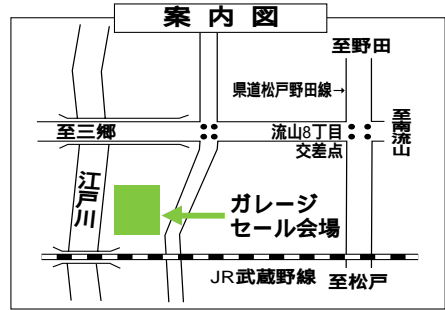 案内図
至野田
県道松戸野田線→
至三郷
流山8丁目
交差点
至南流山
江戸川
ガレージ
セール会場
JR武蔵野線
至松戸